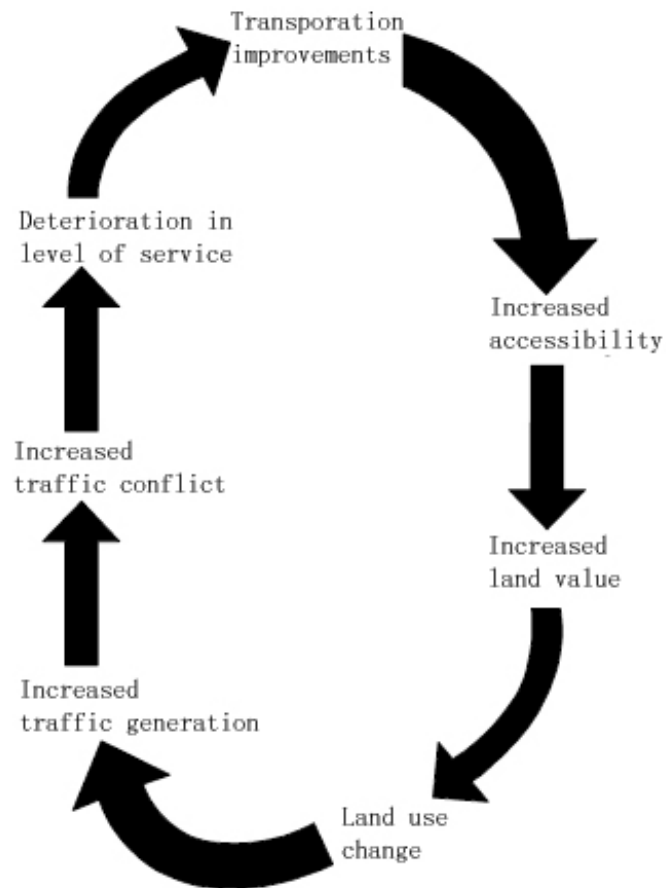 Transporation
improvements
Increased
accessibility
Increased
land value
Land use
change
Increased
traffic generation
Increased
traffic conflict
Deterioration in
level of service